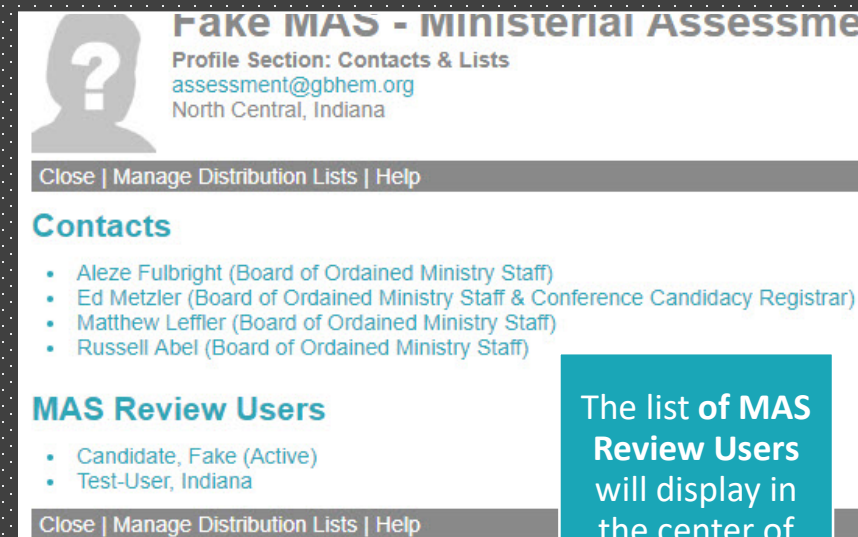 Fake MAS - Ministerial Assessme
Profile Section: Contacts & Lists
assessment@gbhem.org
North Central, Indiana
Close | Manage Distribution Lists | Help
Contacts
• Aleze Fulbright (Board of Ordained Ministry Staff)
• Ed Metzler (Board of Ordained Ministry Staff & Conference Candidacy Registrar)
• Matthew Leffler (Board of Ordained Ministry Staff)
• Russell Abel (Board of Ordained Ministry Staff)
MAS Review Users
• Candidate, Fake (Active)
• Test-User, Indiana
Close | Manage Distribution Lists | Help
The list of MAS
Review Users
will display in
the center of